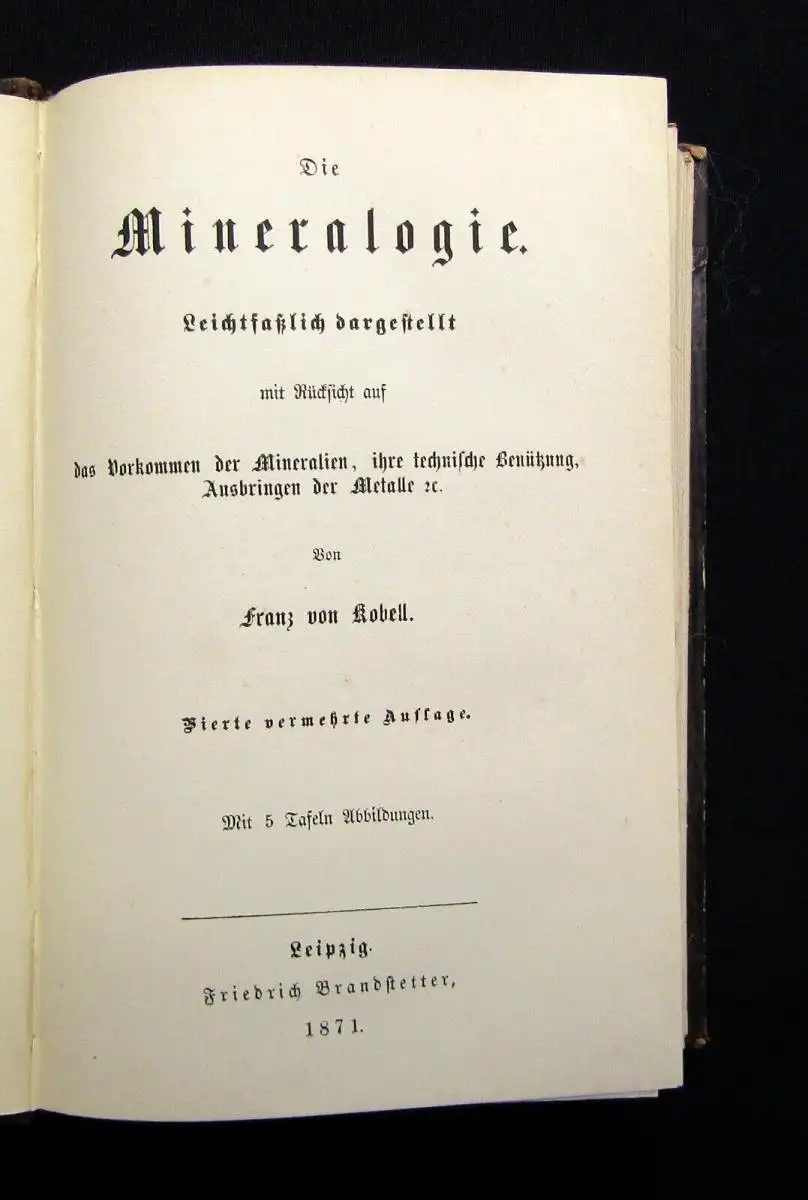 Die
Mineralogie.
Leichtfaßlich dargestellt
mit Rücksicht auf
das Vorkommen der Mineralien, ihre technische Benützung,
Ausbringen der Metalle ꝛc.
Von
Franz von Kobell.
Vierte vermehrte Auflage.
Mit 5 Tafeln Abbildungen.
Leipzig.
Friedrich Brandstetter,
1871.